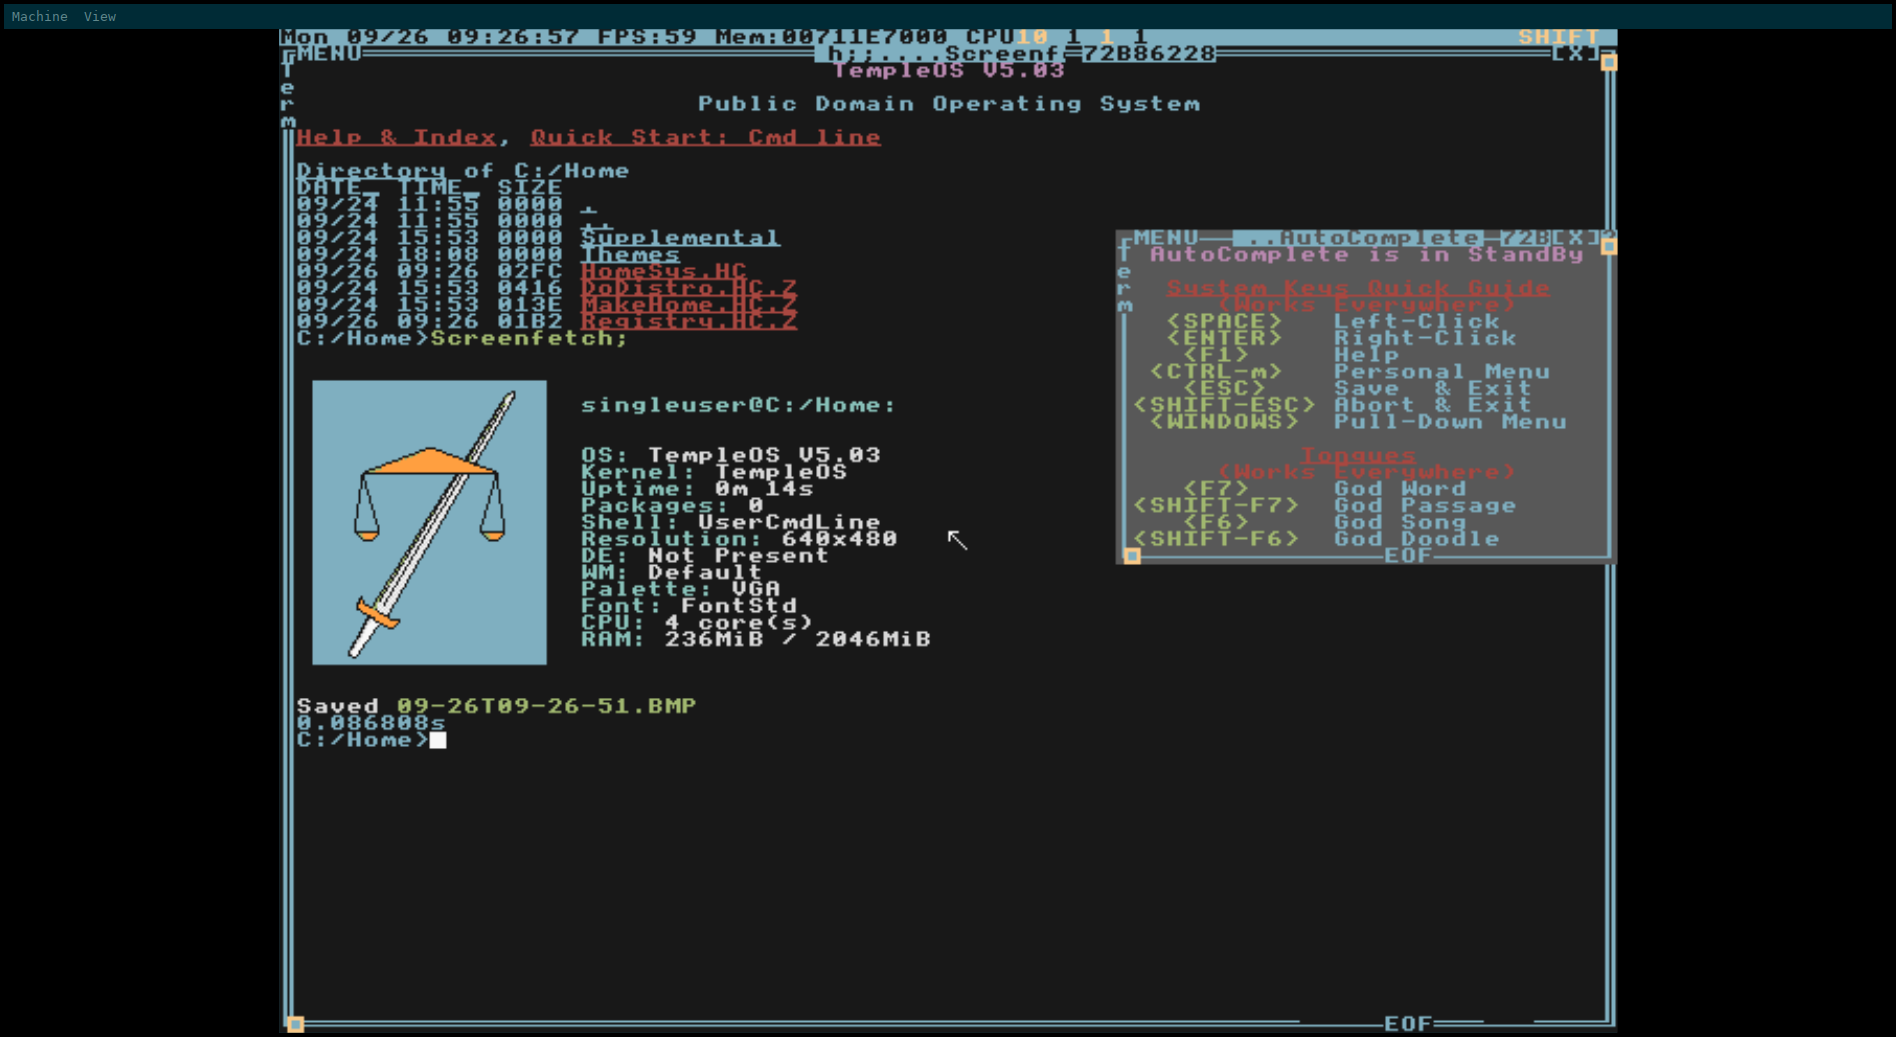 Machine View
Mon 09/26 09:26:57 FPS:59 Mem:00711E7000 CPU10 1 1 1 SHIFT
MENU h;;....Screenf 72B86228 [X]
Term
TempleOS V5.03
Public Domain Operating System
Help & Index, Quick Start: Cmd line
Directory of C:/Home
DATE_ TIME_ SIZE
09/24 11:55 0000 .
09/24 11:55 0000 ..
09/24 15:53 0000 Supplemental
09/24 18:08 0000 Themes
09/26 09:26 02FC HomeSys.HC
09/24 15:53 0416 DoDistro.HC.Z
09/24 15:53 013E MakeHome.HC.Z
09/26 09:26 01B2 Registry.HC.Z
C:/Home>Screenfetch;
singleuser@C:/Home:
OS: TempleOS V5.03
Kernel: TempleOS
Uptime: 0m 14s
Packages: 0
Shell: UserCmdLine
Resolution: 640x480
DE: Not Present
WM: Default
Palette: VGA
Font: FontStd
CPU: 4 core(s)
RAM: 236MiB / 2046MiB
Saved 09-26T09-26-51.BMP
0.086808s
C:/Home>
EOF
MENU ..AutoComplete 72B[X]?
Term
AutoComplete is in StandBy
System Keys Quick Guide
(Works Everywhere)
<SPACE> Left-Click
<ENTER> Right-Click
<F1> Help
<CTRL-m> Personal Menu
<ESC> Save & Exit
<SHIFT-ESC> Abort & Exit
<WINDOWS> Pull-Down Menu
Tongues
(Works Everywhere)
<F7> God Word
<SHIFT-F7> God Passage
<F6> God Song
<SHIFT-F6> God Doodle
EOF